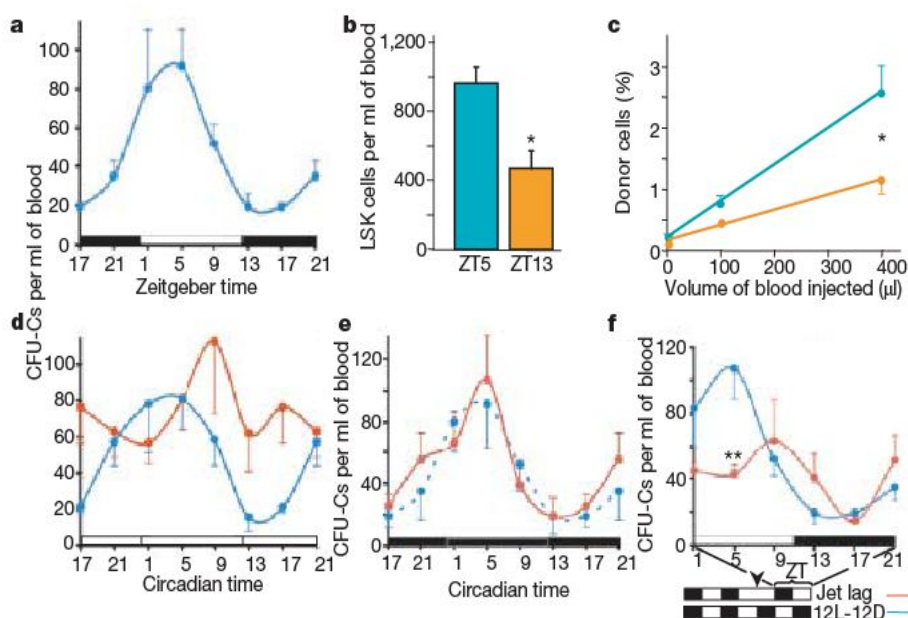 a
CFU-Cs per ml of blood
100
80
60
40
20
0
17 21 1 5 9 13 17 21
Zeitgeber time
b
LSK cells per ml of blood
1,200
800
400
0
*
ZT5 ZT13
c
Donor cells (%)
3
2
1
0
*
0 100 200 300 400
Volume of blood injected (μl)
d
100
80
60
40
20
0
17 21 1 5 9 13 17 21
Circadian time
e
CFU-Cs per ml of blood
120
80
40
0
17 21 1 5 9 13 17 21
Circadian time
f
CFU-Cs per ml of blood
120
80
40
0
**
1 5 9 13 17 21
ZT
Jet lag
12L-12D